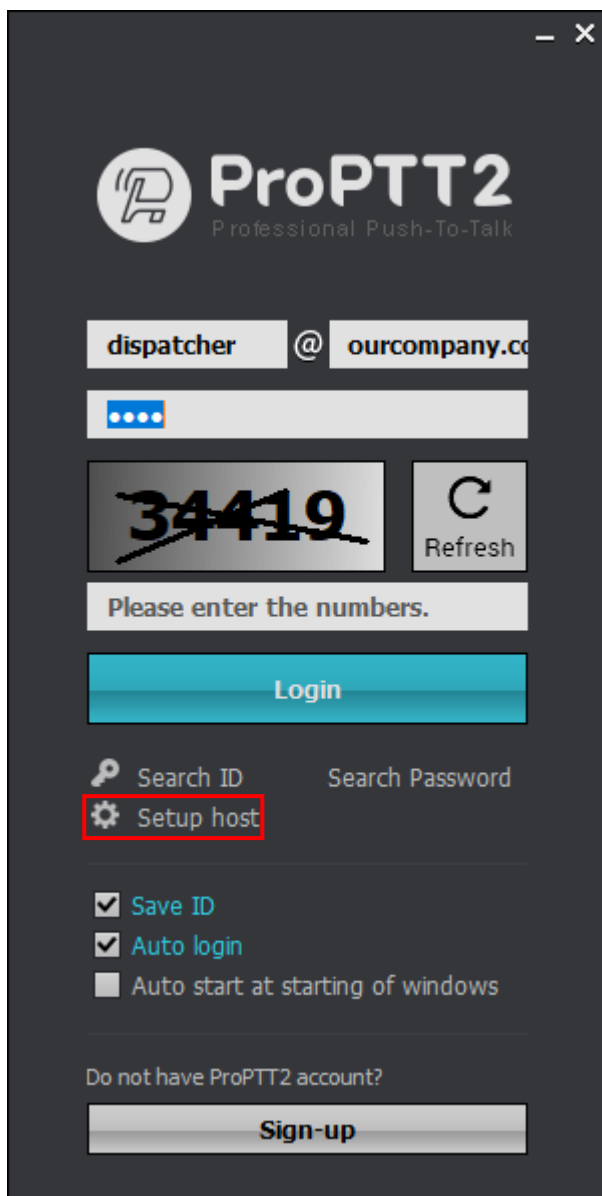 ProPTT2
Professional Push-To-Talk
dispatcher @ ourcompany.co
34419
Refresh
Please enter the numbers.
Login
Search ID Search Password
Setup host
Save ID
Auto login
Auto start at starting of windows
Do not have ProPTT2 account?
Sign-up